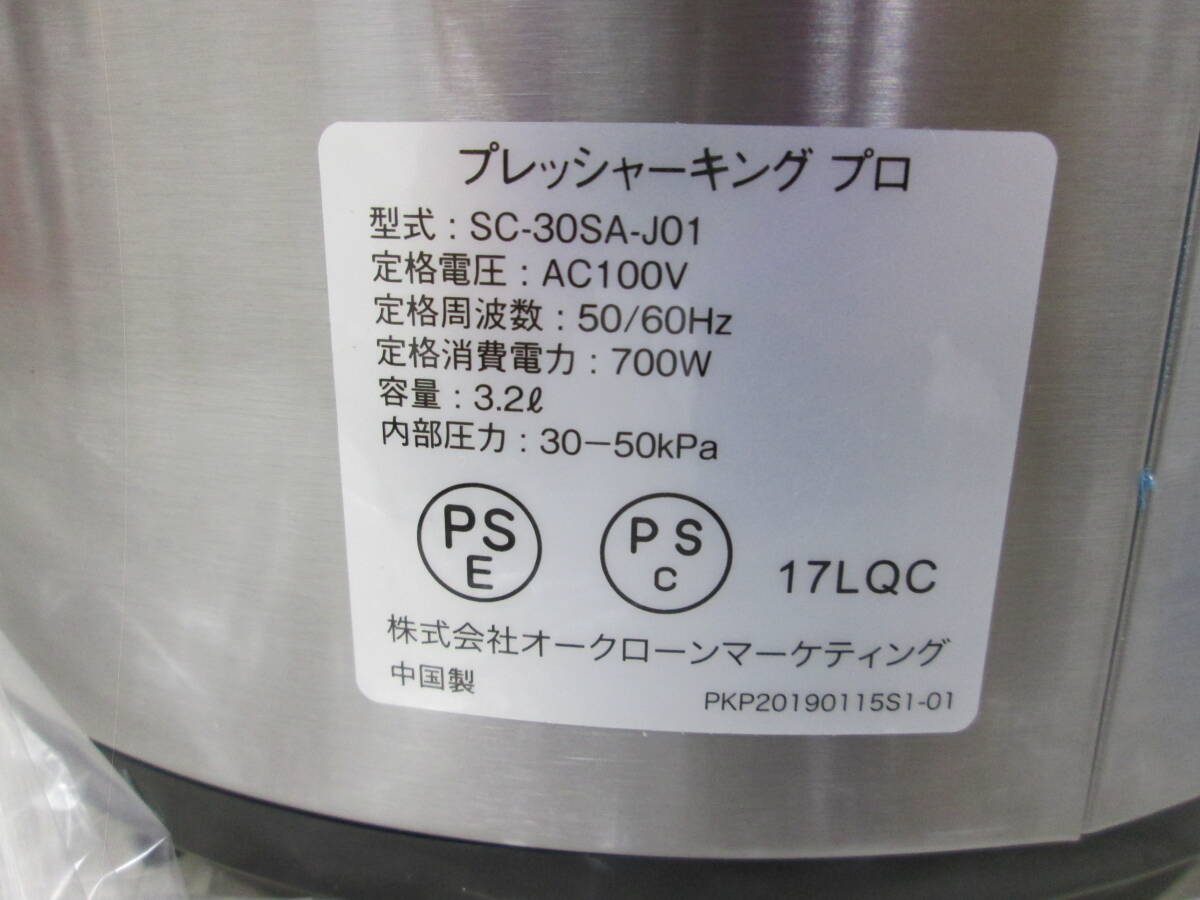 プレッシャーキング プロ
型式：SC-30SA-J01
定格電圧：AC100V
定格周波数：50/60Hz
定格消費電力：700W
容量：3.2ℓ
内部圧力：30－50kPa
PS E PS C 17LQC
株式会社オークローンマーケティング
中国製 PKP20190115S1-01